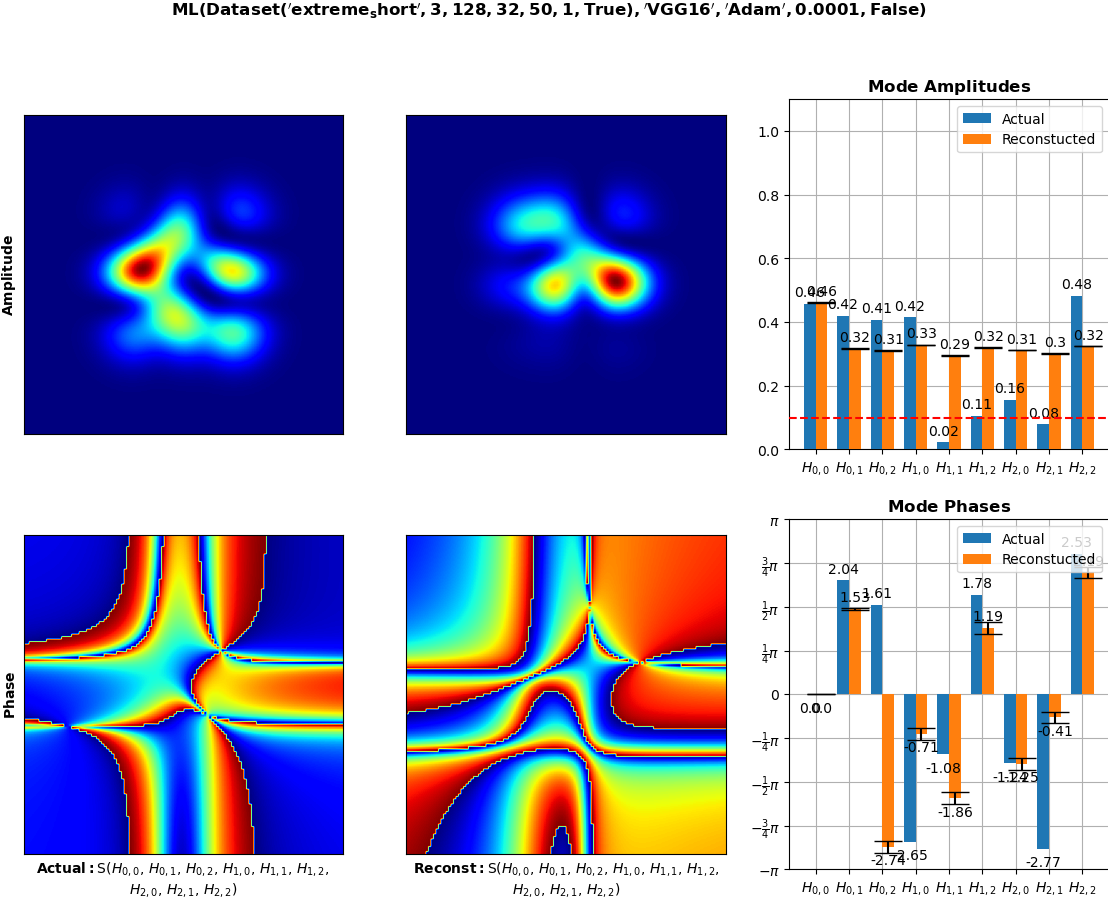 ML(Dataset('extreme_short', 3, 128, 32, 50, 1, True), 'VGG16', 'Adam', 0.0001, False)
Mode Amplitudes
Amplitude
1.0
0.8
0.6
0.4
0.2
0.0
Actual
Reconstucted
0.46
0.46
0.42
0.32
0.41
0.31
0.42
0.33
0.02
0.29
0.11
0.32
0.16
0.31
0.08
0.3
0.48
0.32
H0,0 H0,1 H0,2 H1,0 H1,1 H1,2 H2,0 H2,1 H2,2
Mode Phases
Phase
π
3/4π
1/2π
1/4π
0
−1/4π
−1/2π
−3/4π
−π
Actual
Reconstucted
0.0
0.0
2.04
1.53
1.61
-2.74
-2.65
-0.71
-1.08
-1.86
1.78
1.19
-1.25
-2.77
-0.41
2.53
H0,0 H0,1 H0,2 H1,0 H1,1 H1,2 H2,0 H2,1 H2,2
Actual: S(H0,0, H0,1, H0,2, H1,0, H1,1, H1,2,
H2,0, H2,1, H2,2)
Reconst: S(H0,0, H0,1, H0,2, H1,0, H1,1, H1,2,
H2,0, H2,1, H2,2)